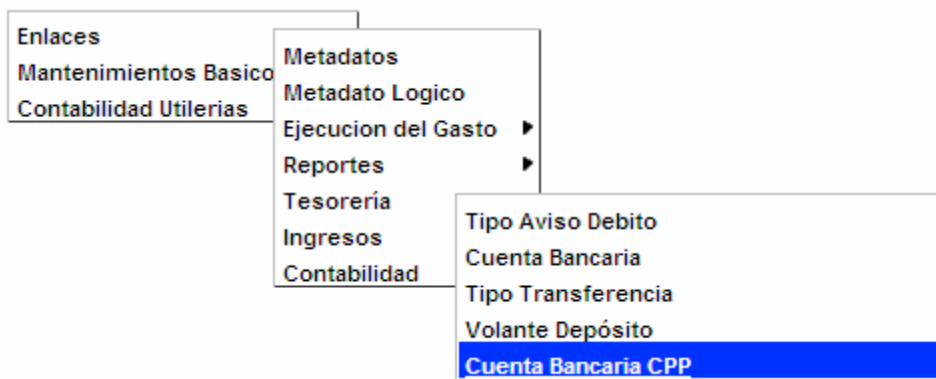 Enlaces
Mantenimientos Basico
Contabilidad Utilerias
Metadatos
Metadato Logico
Ejecucion del Gasto
Reportes
Tesorería
Ingresos
Contabilidad
Tipo Aviso Debito
Cuenta Bancaria
Tipo Transferencia
Volante Depósito
Cuenta Bancaria CPP